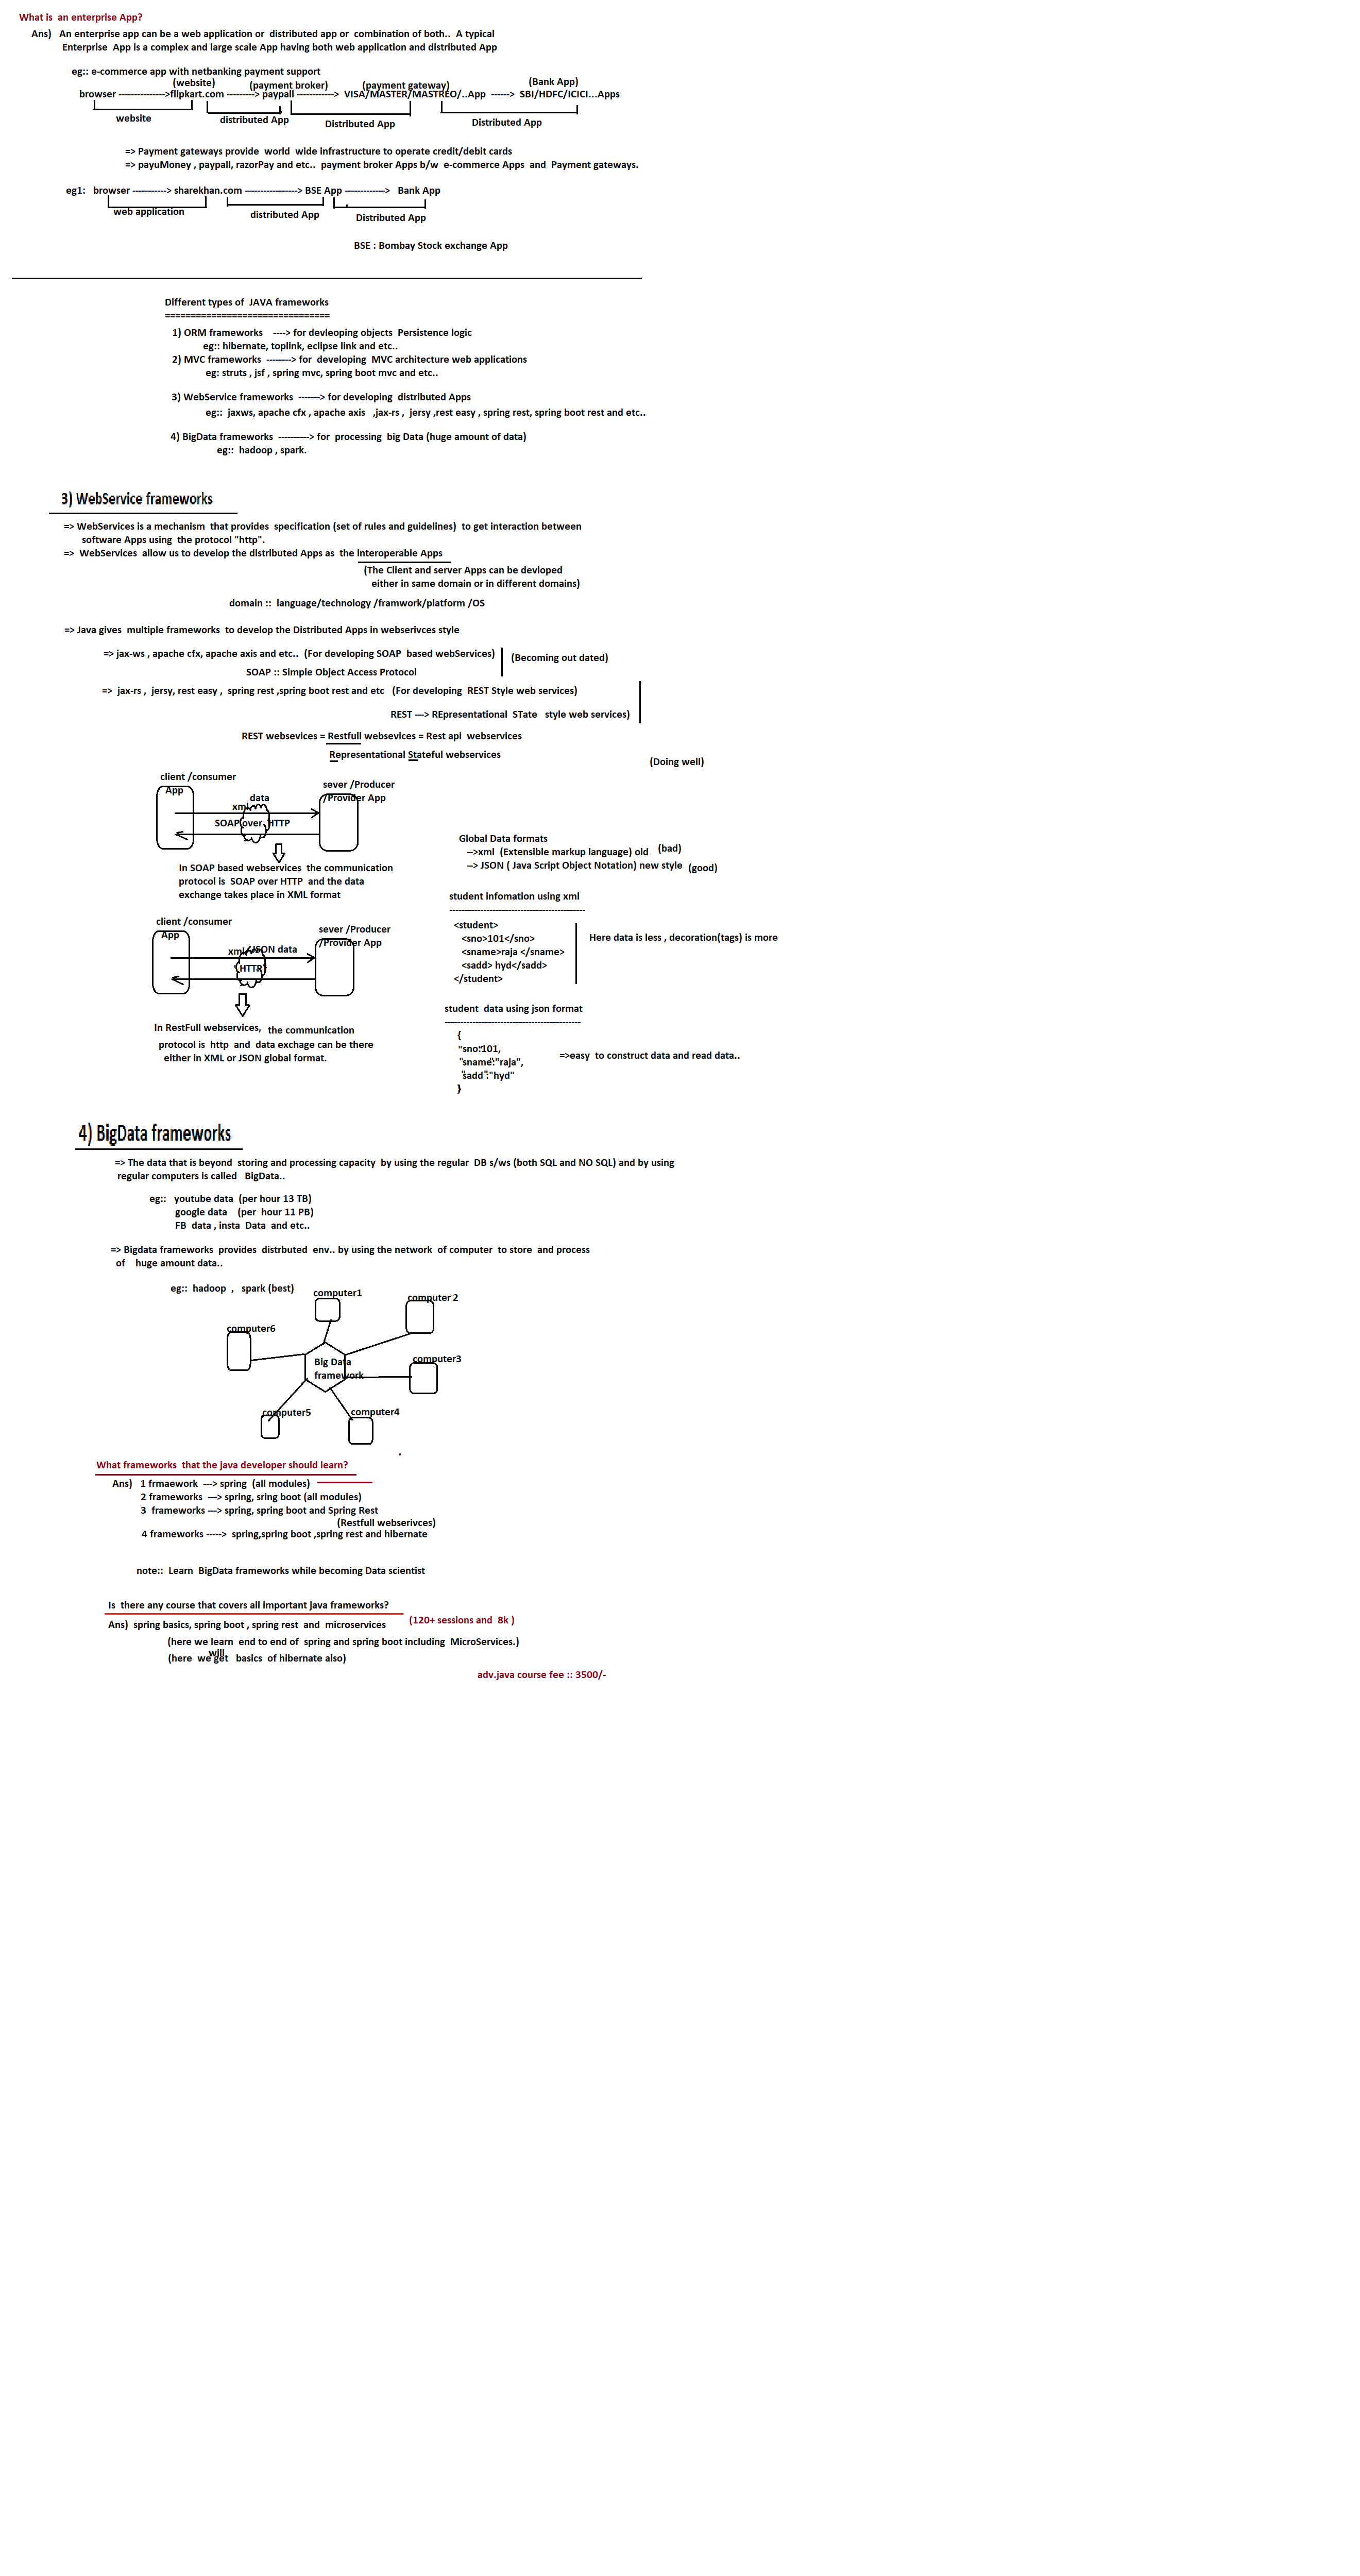 What is an enterprise App?
Ans) An enterprise app can be a web application or distributed app or combination of both.. A typical
Enterprise App is a complex and large scale App having both web application and distributed App
eg:: e-commerce app with netbanking payment support
(website) (payment broker) (payment gateway) (Bank App)
browser --------------->flipkart.com ---------> paypall ------------> VISA/MASTER/MASTREO/..App ------> SBI/HDFC/ICICI...Apps
website distributed App Distributed App Distributed App
=> Payment gateways provide world wide infrastructure to operate credit/debit cards
=> payuMoney , paypall, razorPay and etc.. payment broker Apps b/w e-commerce Apps and Payment gateways.
eg1: browser -----------> sharekhan.com -----------------> BSE App -------------> Bank App
web application distributed App Distributed App
BSE : Bombay Stock exchange App
Different types of JAVA frameworks
================================
1) ORM frameworks ----> for devleoping objects Persistence logic
eg:: hibernate, toplink, eclipse link and etc..
2) MVC frameworks --------> for developing MVC architecture web applications
eg: struts , jsf , spring mvc, spring boot mvc and etc..
3) WebService frameworks -------> for developing distributed Apps
eg:: jaxws, apache cfx , apache axis ,jax-rs , jersy ,rest easy , spring rest, spring boot rest and etc..
4) BigData frameworks ----------> for processing big Data (huge amount of data)
eg:: hadoop , spark.
3) WebService frameworks
=> WebServices is a mechanism that provides specification (set of rules and guidelines) to get interaction between
software Apps using the protocol "http".
=> WebServices allow us to develop the distributed Apps as the interoperable Apps
(The Client and server Apps can be devloped
either in same domain or in different domains)
domain :: language/technology /framwork/platform /OS
=> Java gives multiple frameworks to develop the Distributed Apps in webserivces style
=> jax-ws , apache cfx, apache axis and etc.. (For developing SOAP based webServices) (Becoming out dated)
SOAP :: Simple Object Access Protocol
=> jax-rs , jersy, rest easy , spring rest ,spring boot rest and etc (For developing REST Style web services)
REST ---> REpresentational STate style web services)
REST websevices = Restfull websevices = Rest api webservices
Representational Stateful webservices
(Doing well)
client /consumer
App
sever /Producer
/Provider App
data
xml
SOAP over HTTP
In SOAP based webservices the communication
protocol is SOAP over HTTP and the data
exchange takes place in XML format
Global Data formats
-->xml (Extensible markup language) old (bad)
--> JSON ( Java Script Object Notation) new style (good)
student infomation using xml
--------------------------------------------
<student>
<sno>101</sno>
<sname>raja </sname>
<sadd> hyd</sadd>
</student>
Here data is less , decoration(tags) is more
client /consumer
App
sever /Producer
/Provider App
xml /JSON data
HTTP
In RestFull webservices, the communication
protocol is http and data exchage can be there
either in XML or JSON global format.
student data using json format
--------------------------------------------
{
"sno":101,
"sname":"raja",
"sadd":"hyd"
}
=>easy to construct data and read data..
4) BigData frameworks
=> The data that is beyond storing and processing capacity by using the regular DB s/ws (both SQL and NO SQL) and by using
regular computers is called BigData..
eg:: youtube data (per hour 13 TB)
google data (per hour 11 PB)
FB data , insta Data and etc..
=> Bigdata frameworks provides distrbuted env.. by using the network of computer to store and process
of huge amount data..
eg:: hadoop , spark (best)
computer1
computer 2
computer6
computer3
Big Data
framework
computer5
computer4
What frameworks that the java developer should learn?
Ans) 1 frmaework ---> spring (all modules)
2 frameworks ---> spring, sring boot (all modules)
3 frameworks ---> spring, spring boot and Spring Rest
(Restfull webserivces)
4 frameworks -----> spring,spring boot ,spring rest and hibernate
note:: Learn BigData frameworks while becoming Data scientist
Is there any course that covers all important java frameworks?
Ans) spring basics, spring boot , spring rest and microservices (120+ sessions and 8k )
(here we learn end to end of spring and spring boot including MicroServices.)
will
(here we get basics of hibernate also)
adv.java course fee :: 3500/-